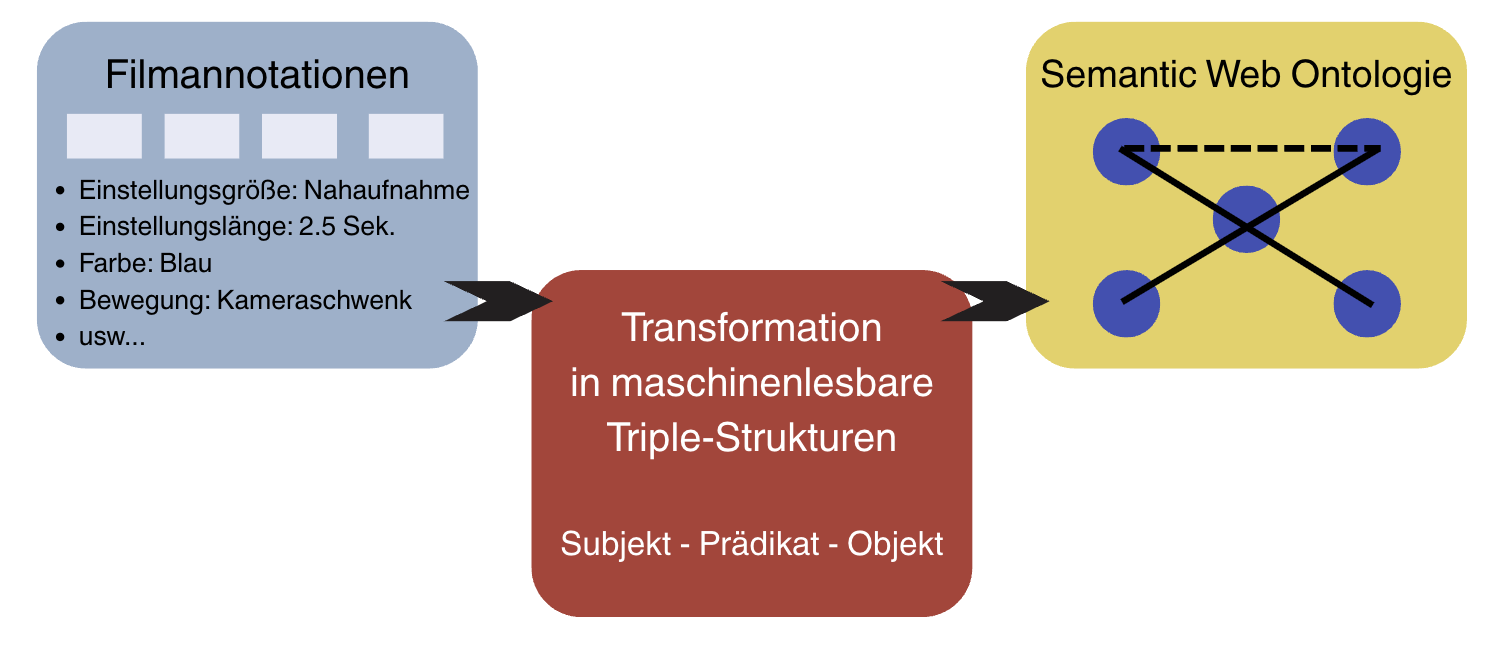 Filmannotationen
• Einstellungsgröße: Nahaufnahme
• Einstellungslänge: 2.5 Sek.
• Farbe: Blau
• Bewegung: Kameraschwenk
• usw...
Transformation
in maschinenlesbare
Triple-Strukturen
Subjekt - Prädikat - Objekt
Semantic Web Ontologie